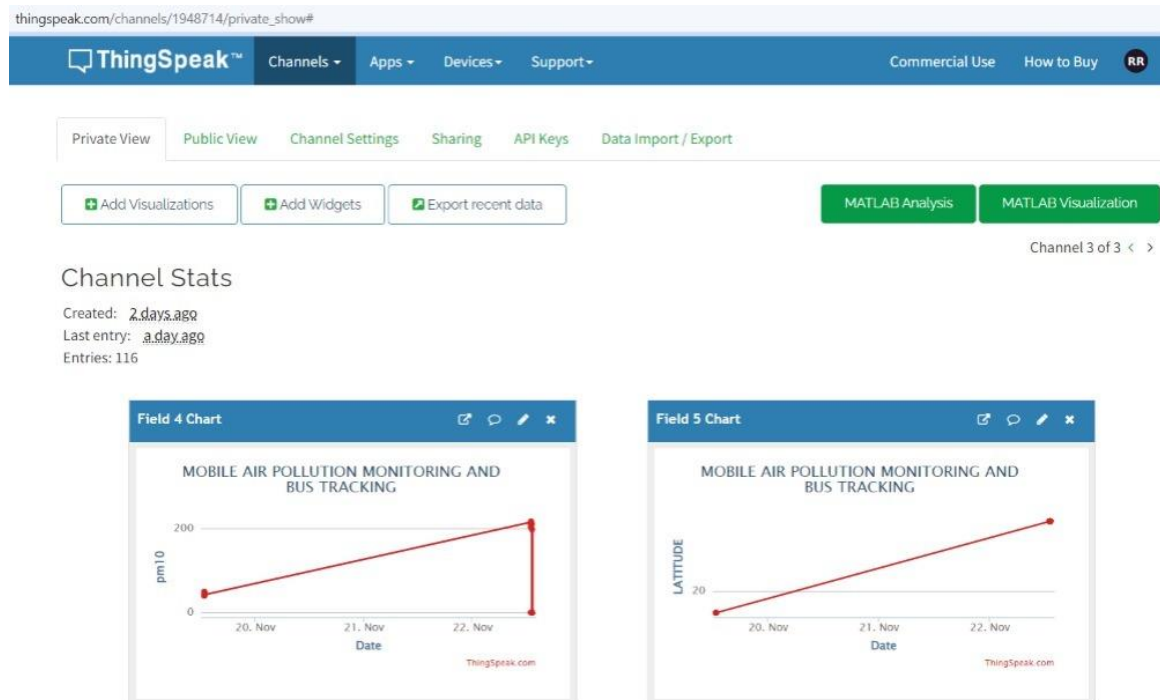 thingspeak.com/channels/1948714/private_show#
ThingSpeak™ Channels Apps Devices Support Commercial Use How to Buy RR
Private View Public View Channel Settings Sharing API Keys Data Import / Export
Add Visualizations Add Widgets Export recent data MATLAB Analysis MATLAB Visualization
Channel 3 of 3 < >
Channel Stats
Created: 2 days ago
Last entry: a day ago
Entries: 116
Field 4 Chart
MOBILE AIR POLLUTION MONITORING AND
BUS TRACKING
pm10
200
0
20. Nov 21. Nov 22. Nov
Date
ThingSpeak.com
Field 5 Chart
MOBILE AIR POLLUTION MONITORING AND
BUS TRACKING
LATITUDE
20
20. Nov 21. Nov 22. Nov
Date
ThingSpeak.com